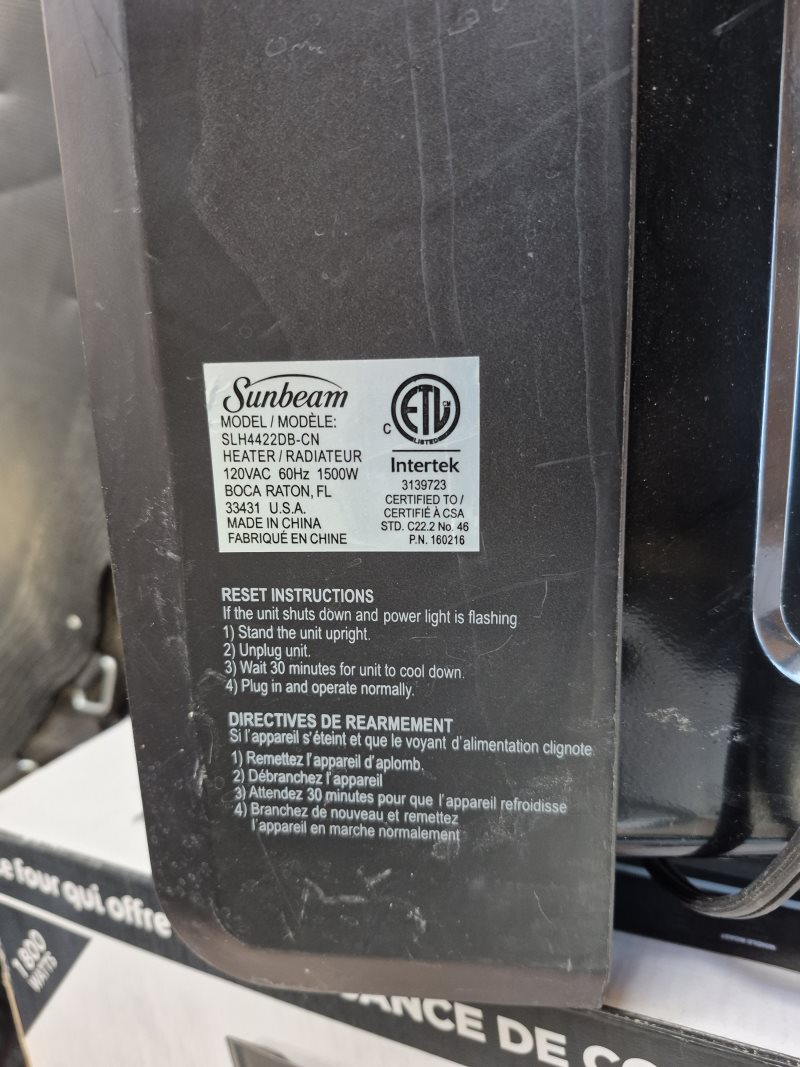 Sunbeam
MODEL / MODÈLE:
SLH4422DB-CN
HEATER / RADIATEUR
120VAC 60Hz 1500W
BOCA RATON, FL
33431 U.S.A.
MADE IN CHINA
FABRIQUÉ EN CHINE
ETL CM
LISTED
C
Intertek
3139723
CERTIFIED TO /
CERTIFIÉ À CSA
STD. C22.2 No. 46
P.N. 160216
RESET INSTRUCTIONS
If the unit shuts down and power light is flashing
1) Stand the unit upright.
2) Unplug unit.
3) Wait 30 minutes for unit to cool down.
4) Plug in and operate normally.
DIRECTIVES DE REARMEMENT
Si l'appareil s'éteint et que le voyant d'alimentation clignote
1) Remettez l'appareil d'aplomb.
2) Débranchez l'appareil
3) Attendez 30 minutes pour que l'appareil refroidisse
4) Branchez de nouveau et remettez
l'appareil en marche normalement
four qui offre
1800
WATTS
DE